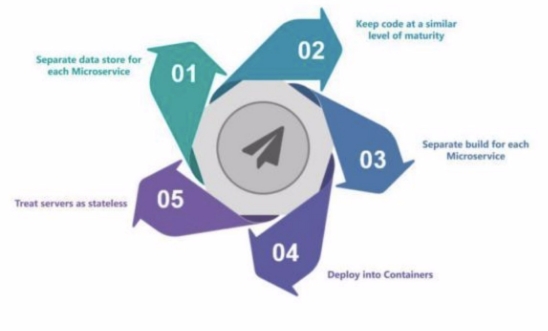 01
Separate data store for
each Microservice
02
Keep code at a similar
level of maturity
03
Separate build for each
Microservice
04
Deploy into Containers
05
Treat servers as stateless